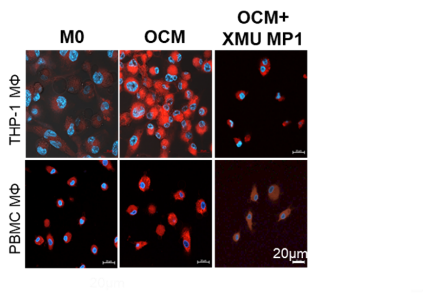 M0
OCM
OCM+
XMU MP1
THP-1 MΦ
PBMC MΦ
20µm